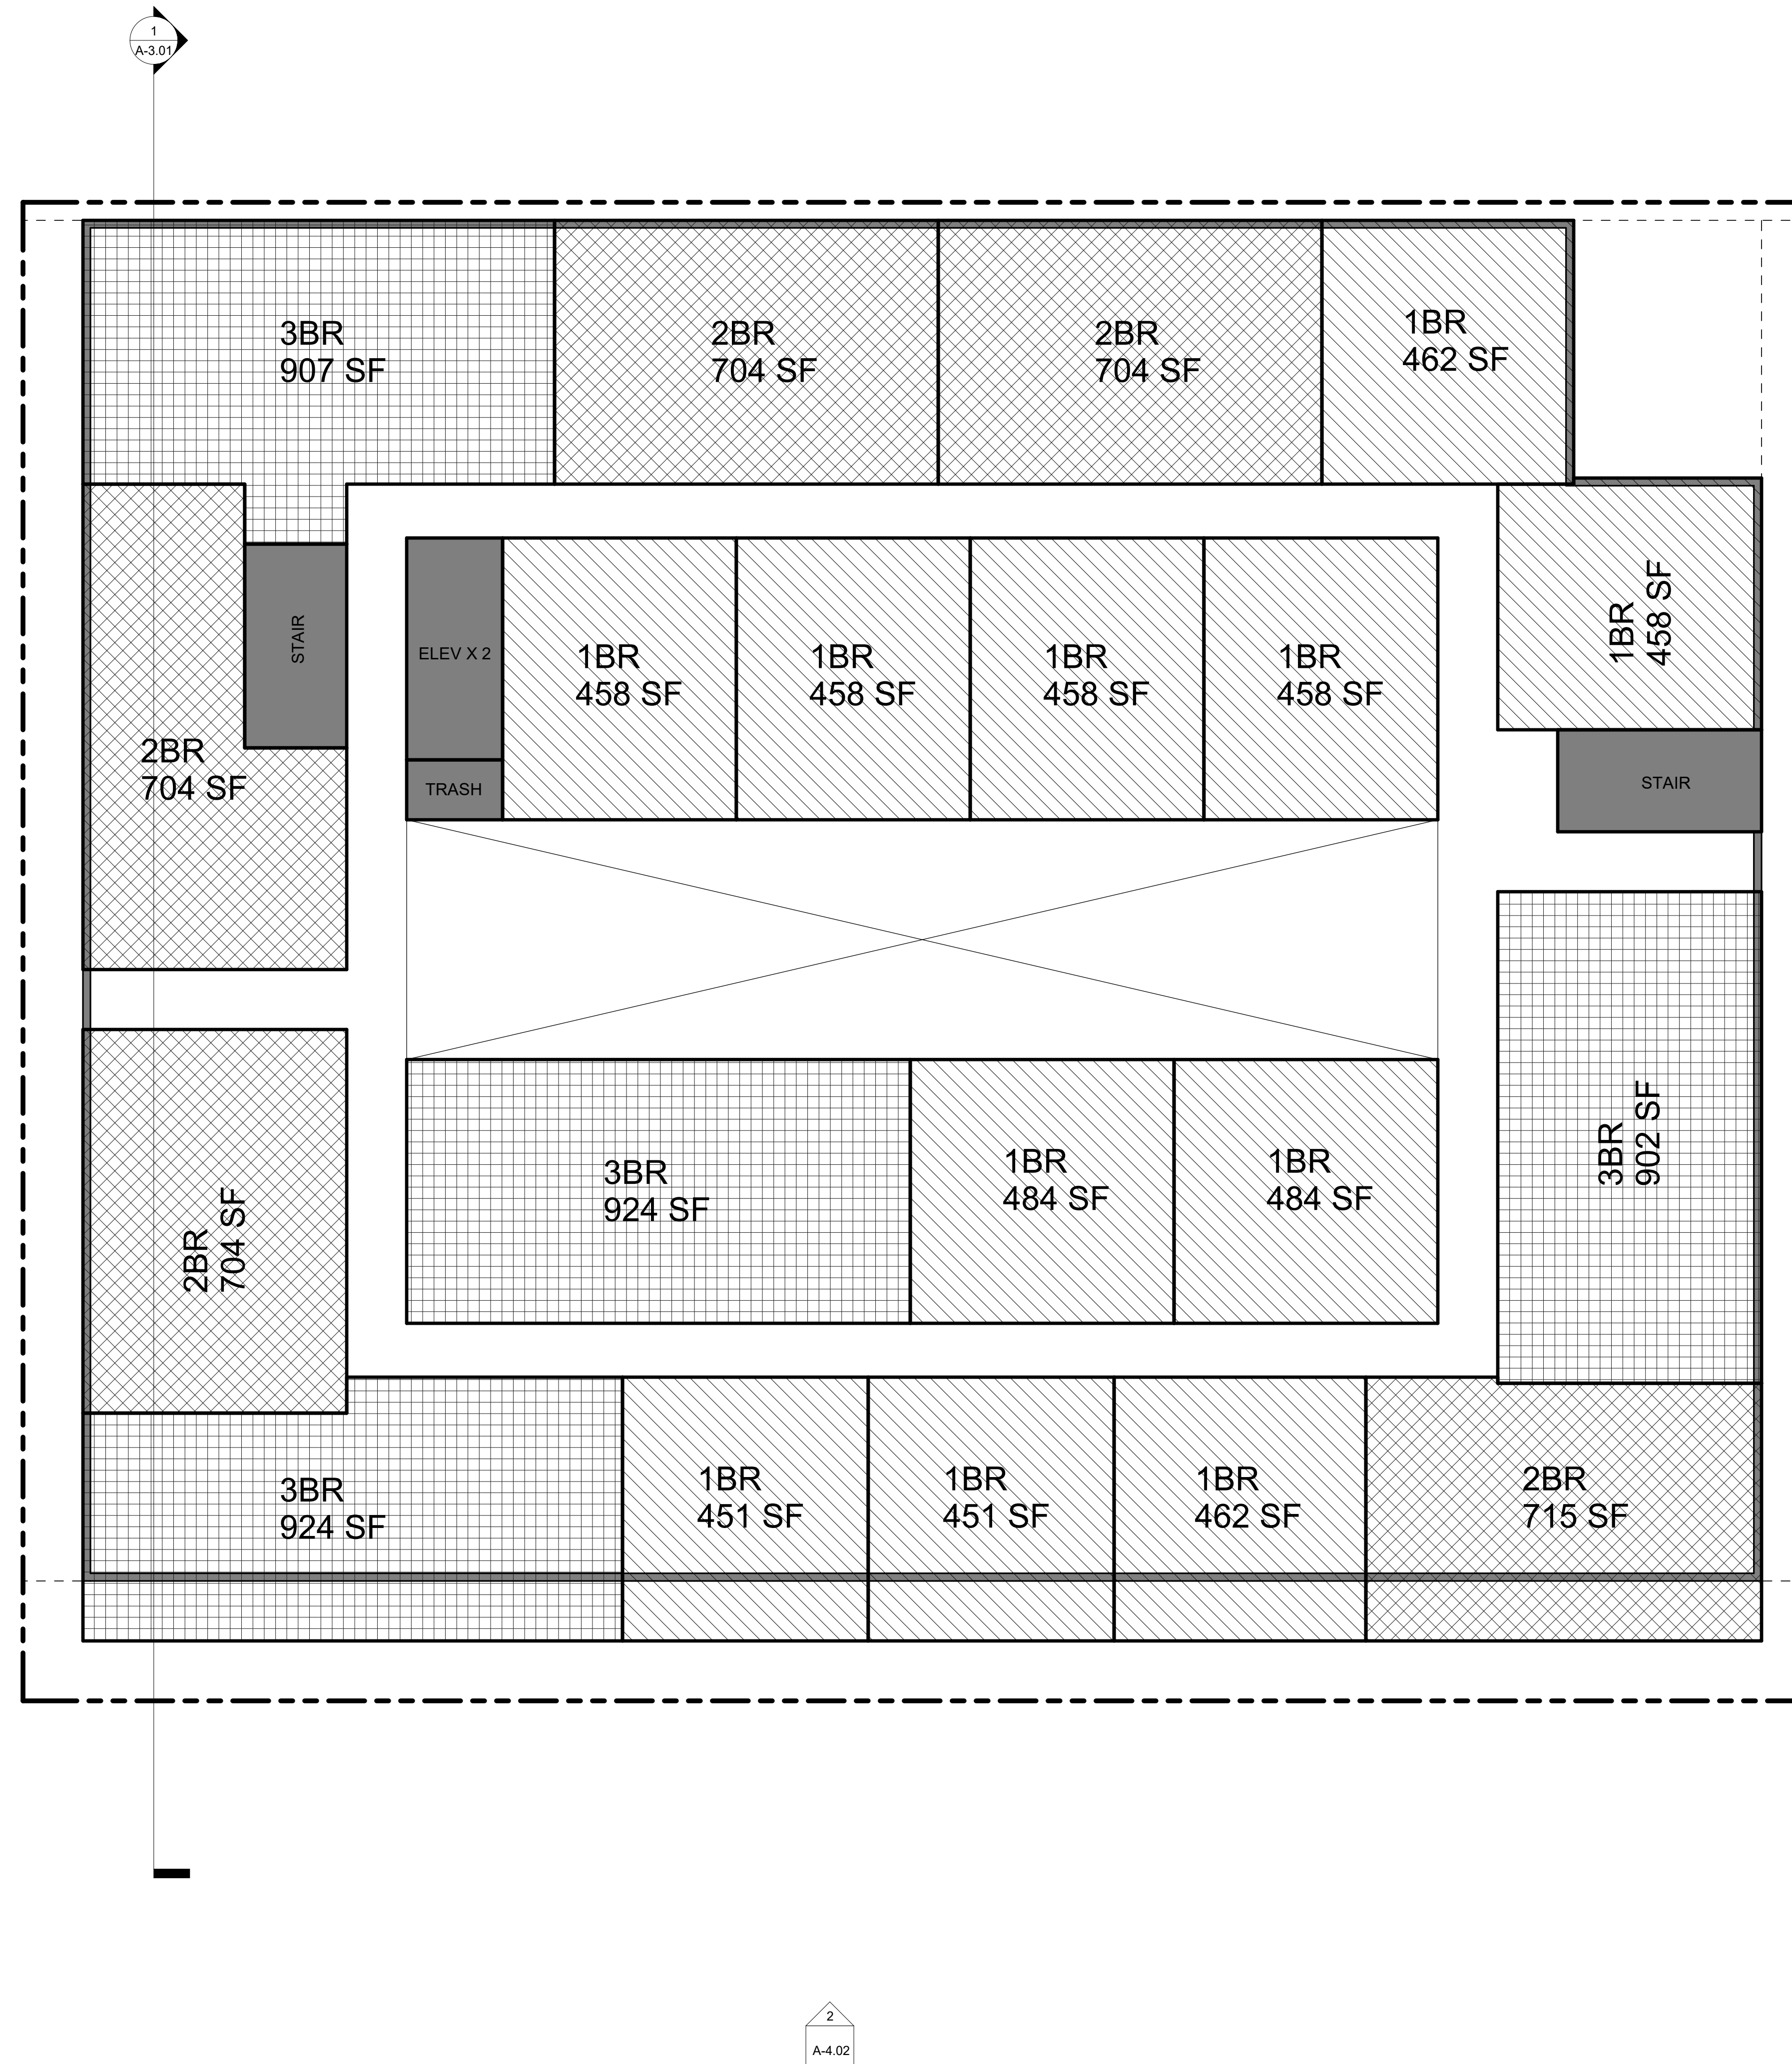 1
A-3.01
3BR
907 SF
2BR
704 SF
2BR
704 SF
1BR
462 SF
STAIR
ELEV X 2
TRASH
1BR
458 SF
1BR
458 SF
1BR
458 SF
1BR
458 SF
1BR
458 SF
STAIR
2BR
704 SF
2BR
704 SF
3BR
924 SF
1BR
484 SF
1BR
484 SF
3BR
902 SF
3BR
924 SF
1BR
451 SF
1BR
451 SF
1BR
462 SF
2BR
715 SF
2
A-4.02